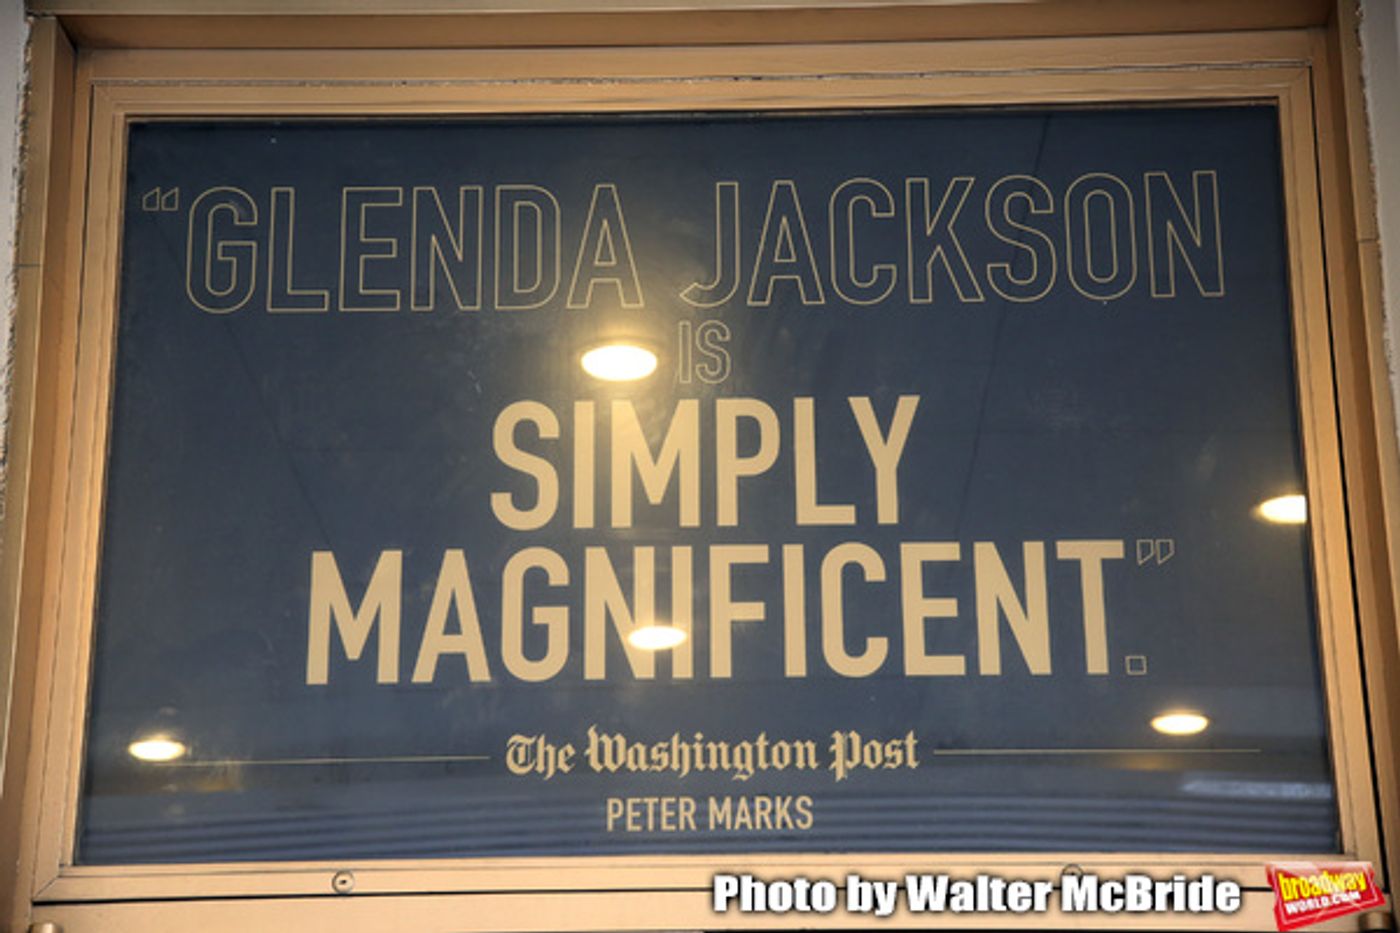 “GLENDA JACKSON
IS
SIMPLY
MAGNIFICENT.”
The Washington Post
PETER MARKS
Photo by Walter McBride
broadway
WORLD.COM